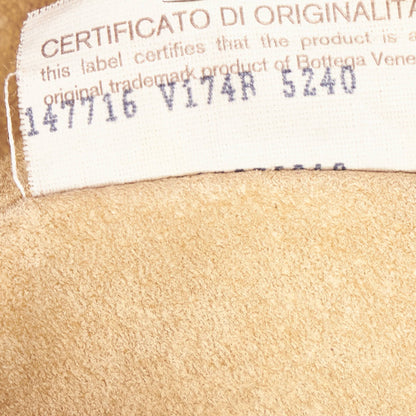 CERTIFICATO DI ORIGINALITA
this label certifies that the product is a
original trademark product of Bottega Vene
147716 V174R 5240